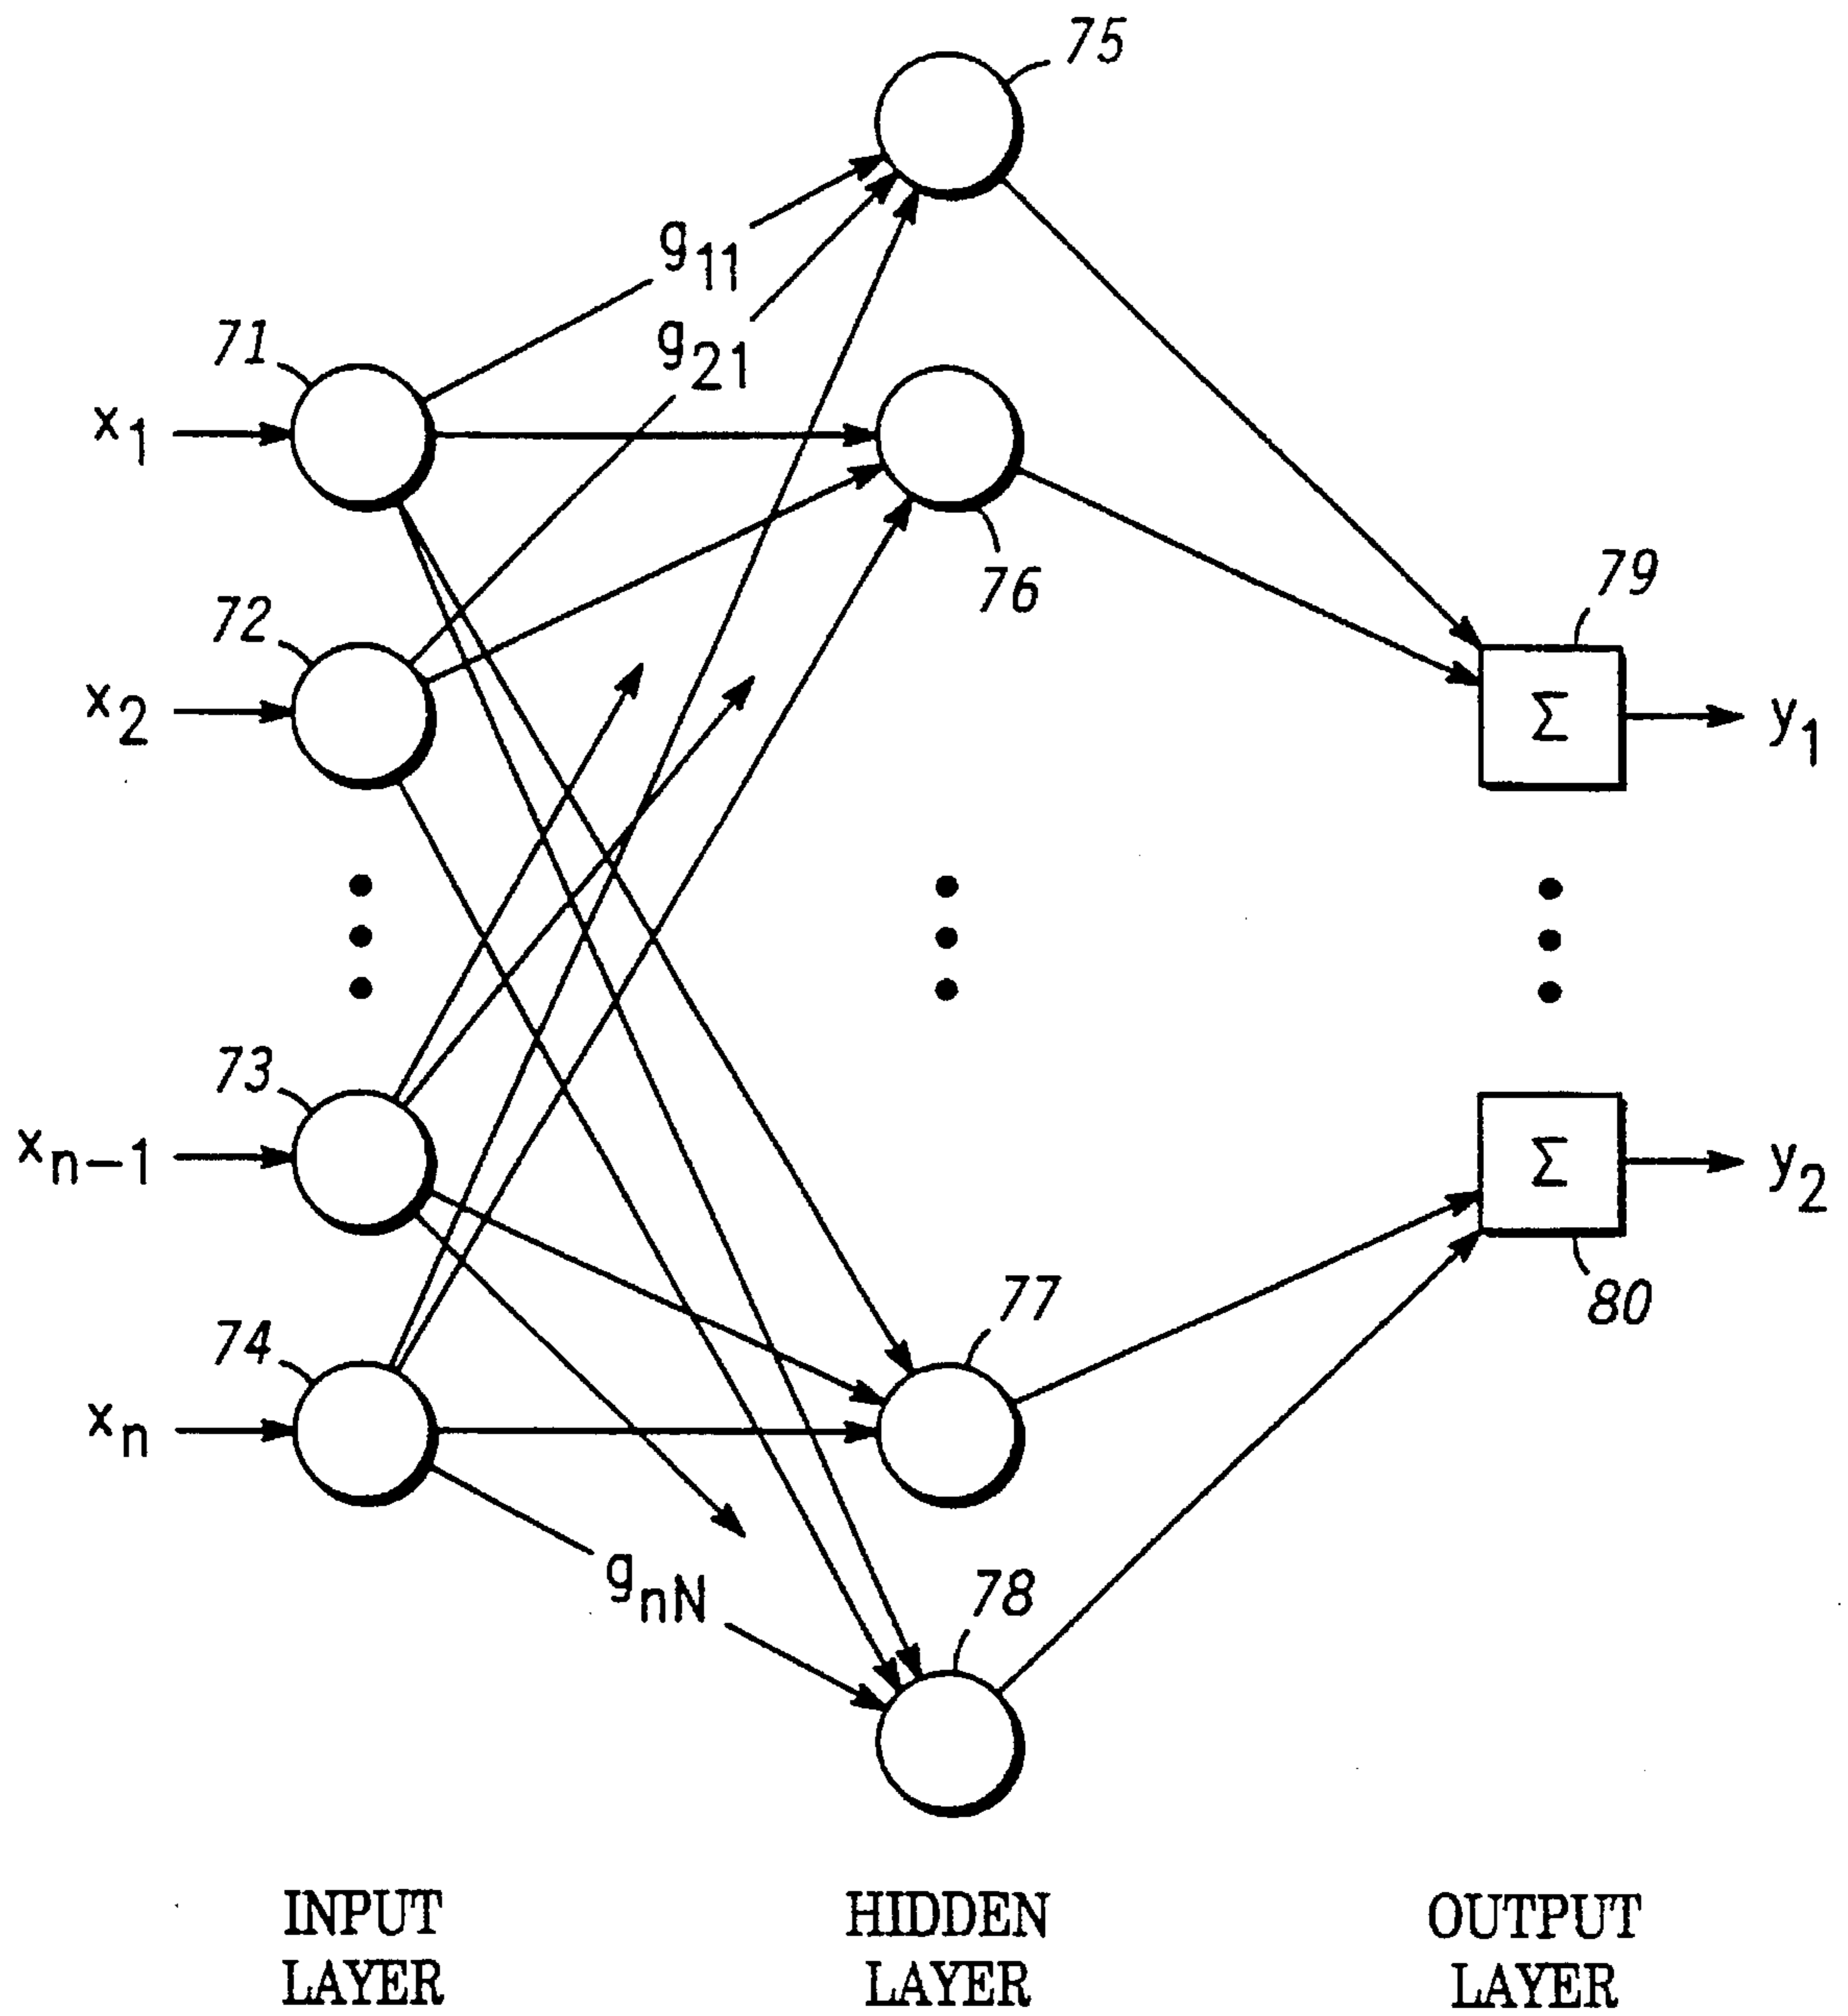 75
g11
g21
71
x1
76
79
72
x2
Σ
y1
73
xn-1
Σ
y2
77
80
74
xn
gnN
78
INPUT LAYER
HIDDEN LAYER
OUTPUT LAYER